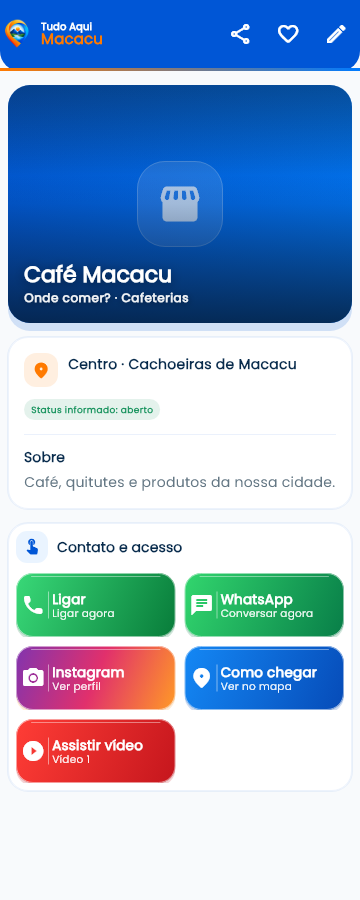 Tudo Aqui
Macacu
Café Macacu
Onde comer? · Cafeterias
Centro · Cachoeiras de Macacu
Status informado: aberto
Sobre
Café, quitutes e produtos da nossa cidade.
Contato e acesso
Ligar
Ligar agora
WhatsApp
Conversar agora
Instagram
Ver perfil
Como chegar
Ver no mapa
Assistir vídeo
Vídeo 1